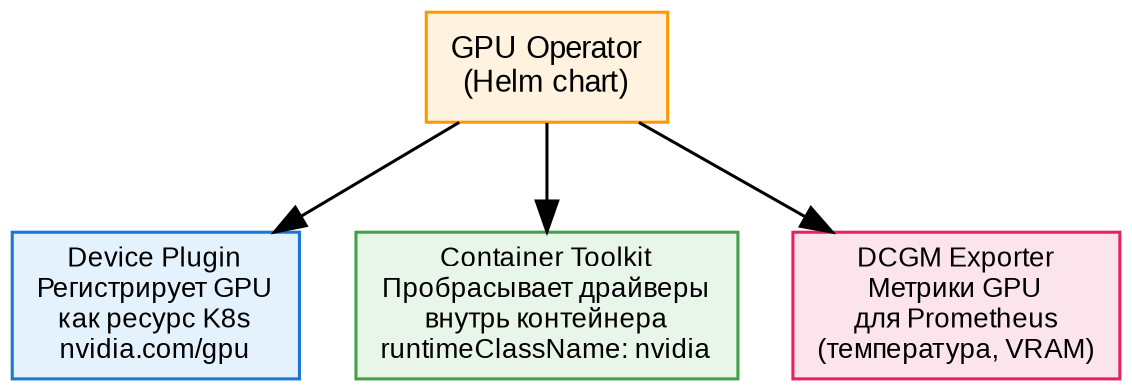 GPU Operator
(Helm chart)
Device Plugin
Регистрирует GPU
как ресурс K8s
nvidia.com/gpu
Container Toolkit
Пробрасывает драйверы
внутрь контейнера
runtimeClassName: nvidia
DCGM Exporter
Метрики GPU
для Prometheus
(температура, VRAM)